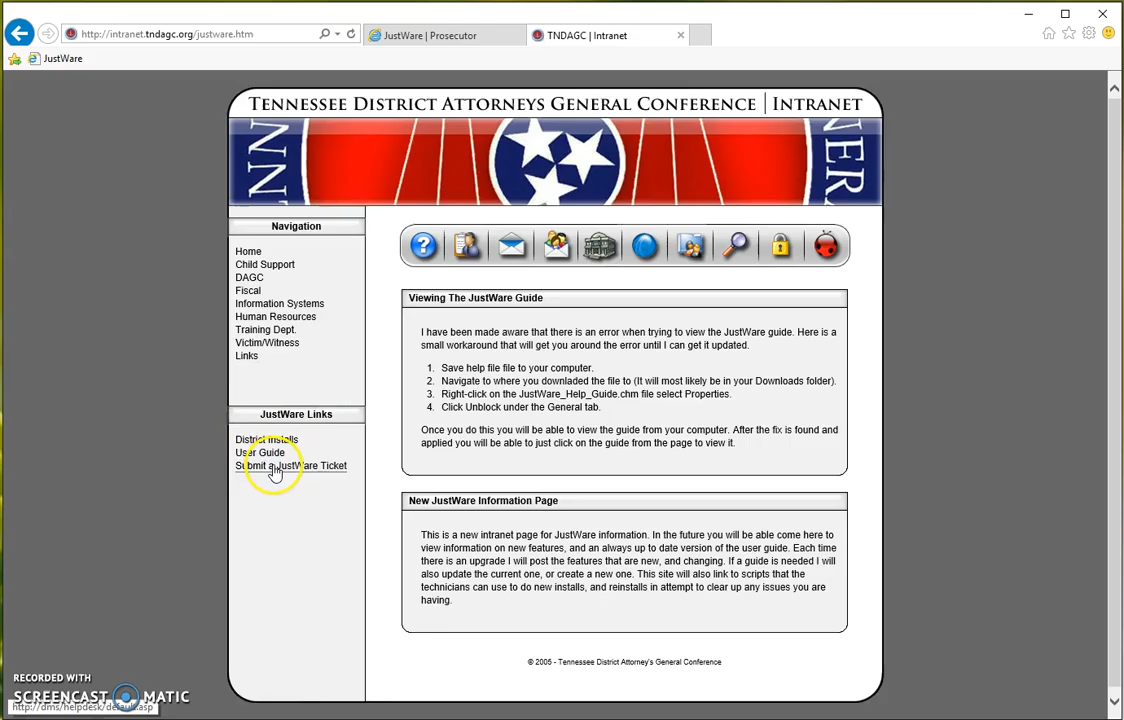 http://intranet.tndagc.org/justware.htm
JustWare | Prosecutor
TNDAGC | Intranet
JustWare
TENNESSEE DISTRICT ATTORNEYS GENERAL CONFERENCE | INTRANET
Navigation
Home
Child Support
DAGC
Fiscal
Information Systems
Human Resources
Training Dept.
Victim/Witness
Links
JustWare Links
District Installs
User Guide
Submit a JustWare Ticket
Viewing The JustWare Guide
I have been made aware that there is an error when trying to view the JustWare guide. Here is a
small workaround that will get you around the error until I can get it updated.
1. Save help file file to your computer.
2. Navigate to where you downladed the file to (It will most likely be in your Downloads folder).
3. Right-click on the JustWare_Help_Guide.chm file select Properties.
4. Click Unblock under the General tab.
Once you do this you will be able to view the guide from your computer. After the fix is found and
applied you will be able to just click on the guide from the page to view it.
New JustWare Information Page
This is a new intranet page for JustWare information. In the future you will be able come here to
view information on new features, and an always up to date version of the user guide. Each time
there is an upgrade I will post the features that are new, and changing. If a guide is needed I will
also update the current one, or create a new one. This site will also link to scripts that the
technicians can use to do new installs, and reinstalls in attempt to clear up any issues you are
having.
© 2005 - Tennessee District Attorney's General Conference
RECORDED WITH
SCREENCAST MATIC
http://dms/helpdesk/default.asp